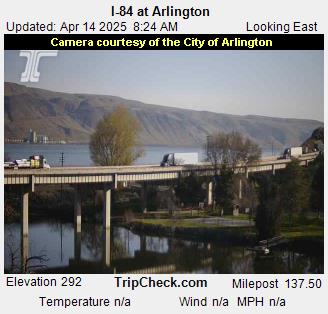 I-84 at Arlington
Updated: Apr 14 2025 8:24 AM Looking East
Camera courtesy of the City of Arlington
Elevation 292 TripCheck.com Milepost 137.50
Temperature n/a Wind n/a MPH n/a